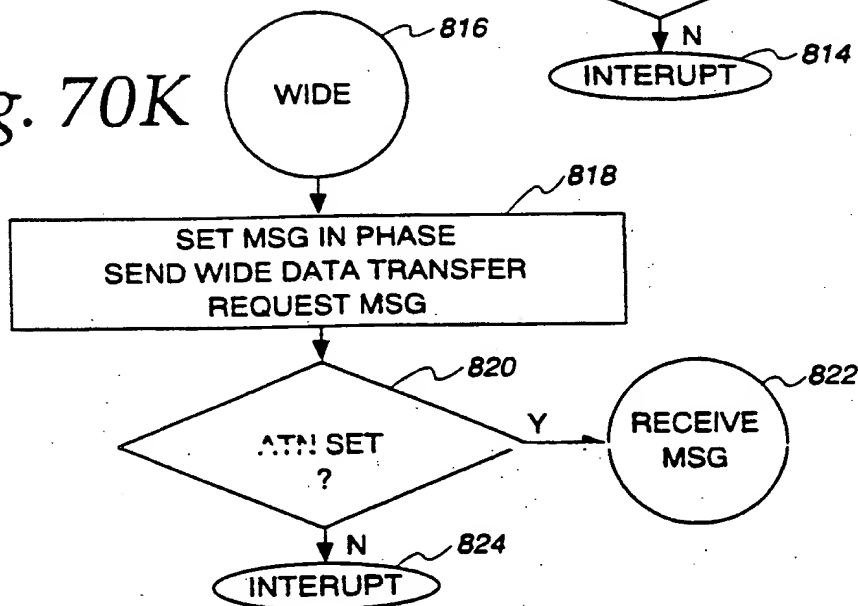 816
N
814
INTERUPT
g. 70K
WIDE
818
SET MSG IN PHASE
SEND WIDE DATA TRANSFER
REQUEST MSG
820
822
ATN SET
?
Y
RECEIVE
MSG
N
824
INTERUPT